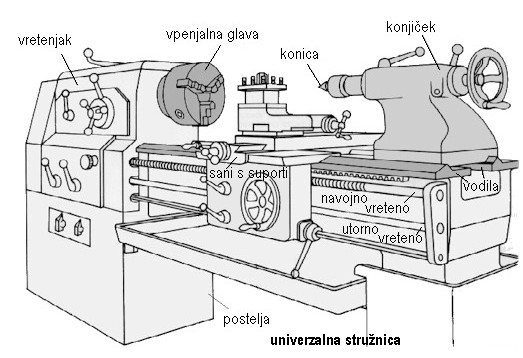 konjiček
vpenjalna glava
konica
vretenjak
sani s suporti
vodila
navojno
vreteno
utorno
vreteno
postelja
univerzalna stružnica